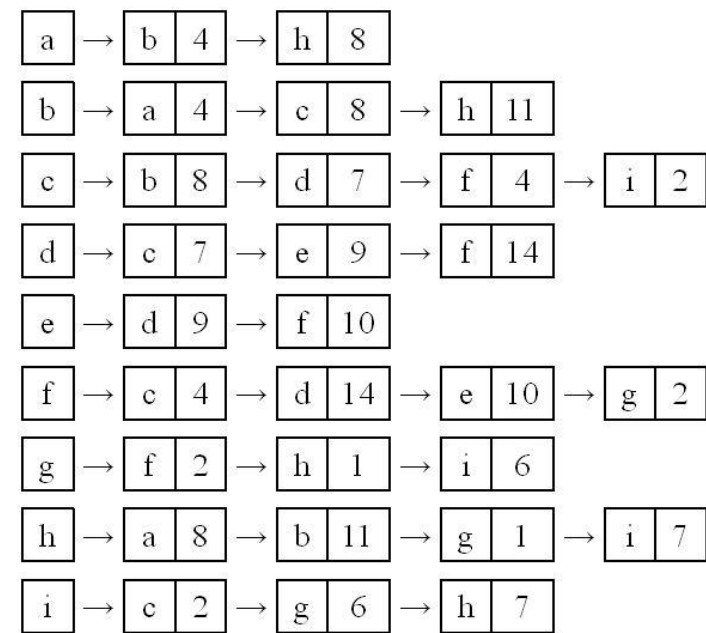 a → b 4 → h 8
b → a 4 → c 8 → h 11
c → b 8 → d 7 → f 4 → i 2
d → c 7 → e 9 → f 14
e → d 9 → f 10
f → c 4 → d 14 → e 10 → g 2
g → f 2 → h 1 → i 6
h → a 8 → b 11 → g 1 → i 7
i → c 2 → g 6 → h 7